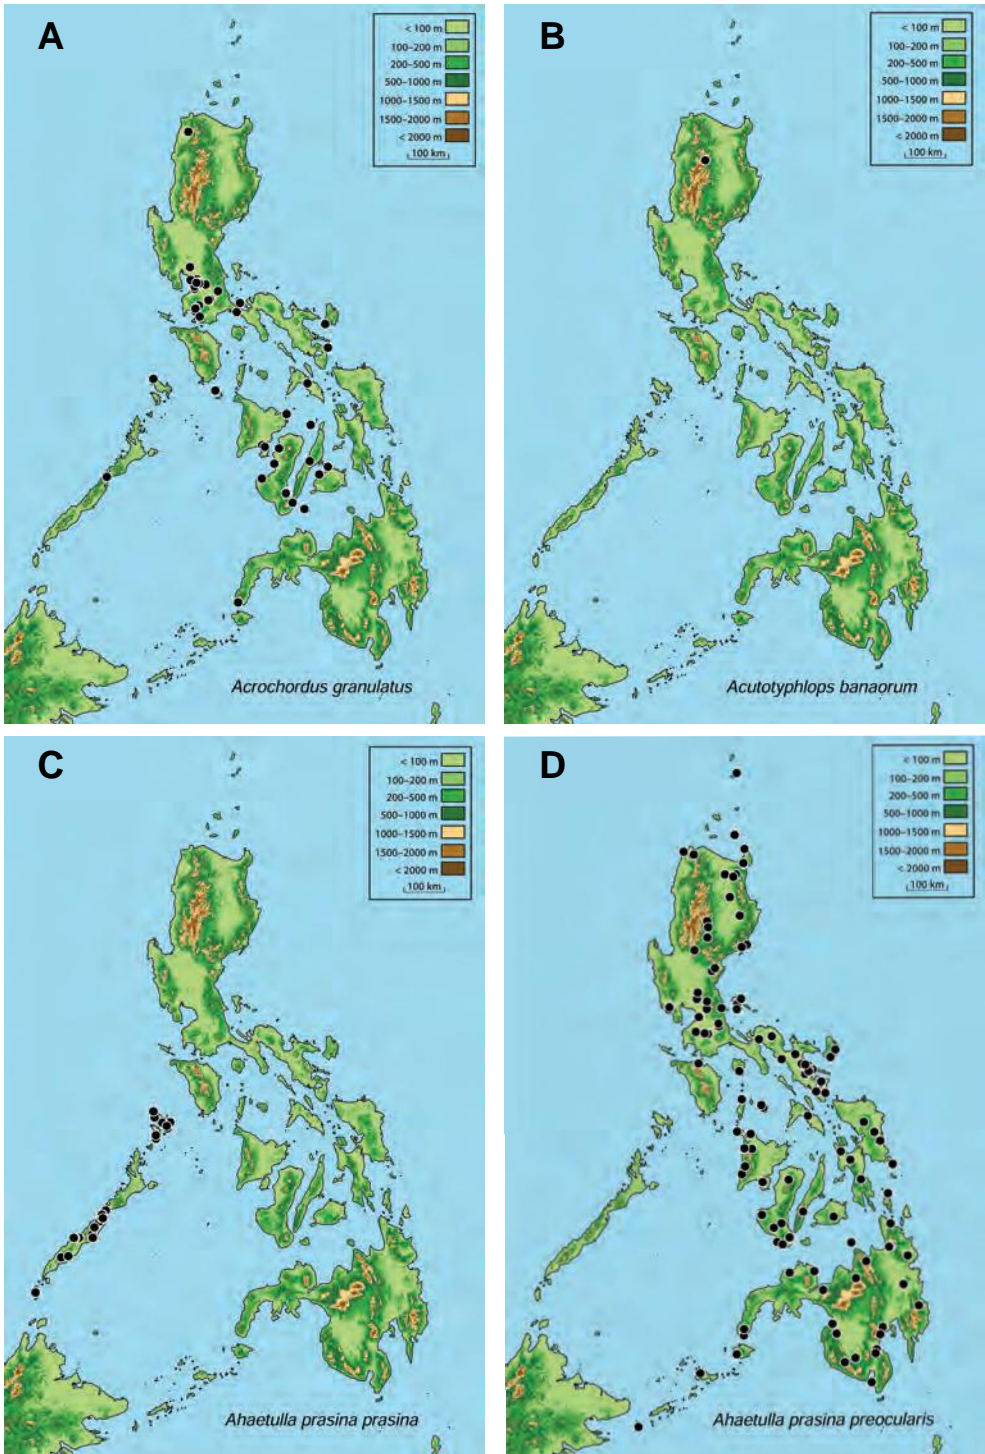 A
< 100 m
100–200 m
200–500 m
500–1000 m
1000–1500 m
1500–2000 m
< 2000 m
100 km
Acrochordus granulatus
B
< 100 m
100–200 m
200–500 m
500–1000 m
1000–1500 m
1500–2000 m
< 2000 m
100 km
Acutotyphlops banaorum
C
< 100 m
100–200 m
200–500 m
500–1000 m
1000–1500 m
1500–2000 m
< 2000 m
100 km
Ahaetulla prasina prasina
D
< 100 m
100–200 m
200–500 m
500–1000 m
1000–1500 m
1500–2000 m
< 2000 m
100 km
Ahaetulla prasina preocularis